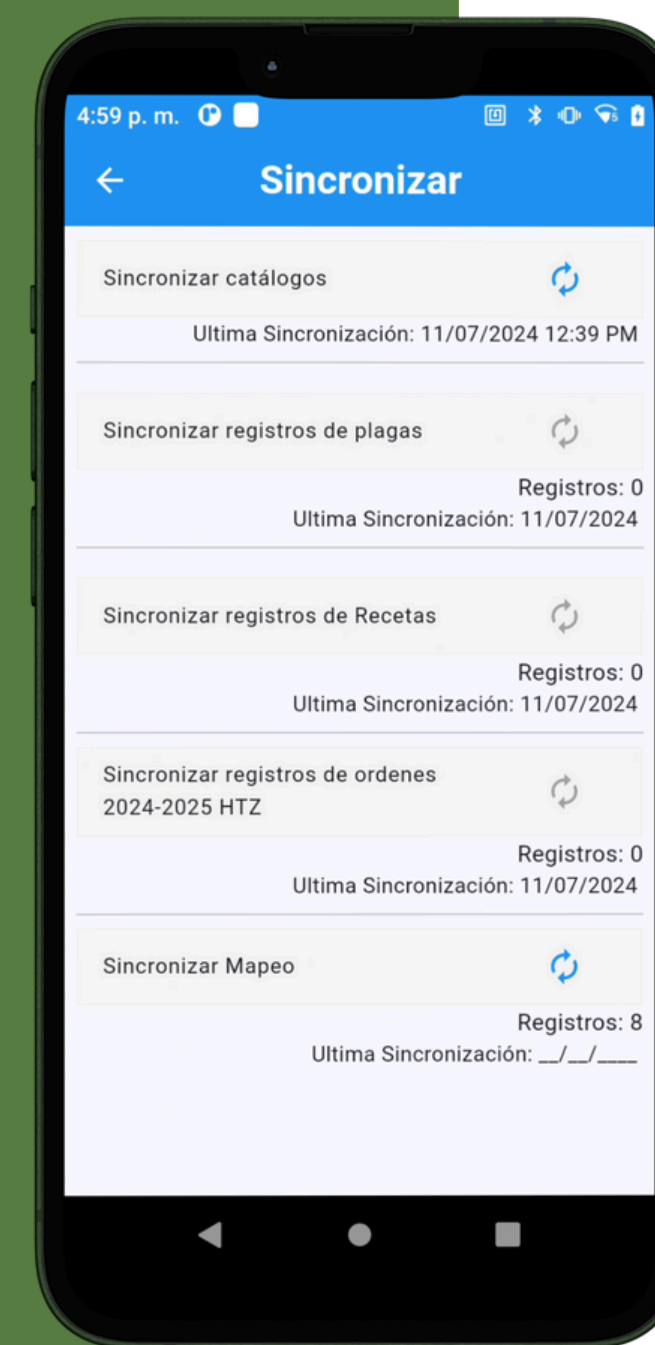 4:59 p. m.
Sincronizar
Sincronizar catálogos
Ultima Sincronización: 11/07/2024 12:39 PM
Sincronizar registros de plagas
Registros: 0
Ultima Sincronización: 11/07/2024
Sincronizar registros de Recetas
Registros: 0
Ultima Sincronización: 11/07/2024
Sincronizar registros de ordenes
2024-2025 HTZ
Registros: 0
Ultima Sincronización: 11/07/2024
Sincronizar Mapeo
Registros: 8
Ultima Sincronización: __/__/____